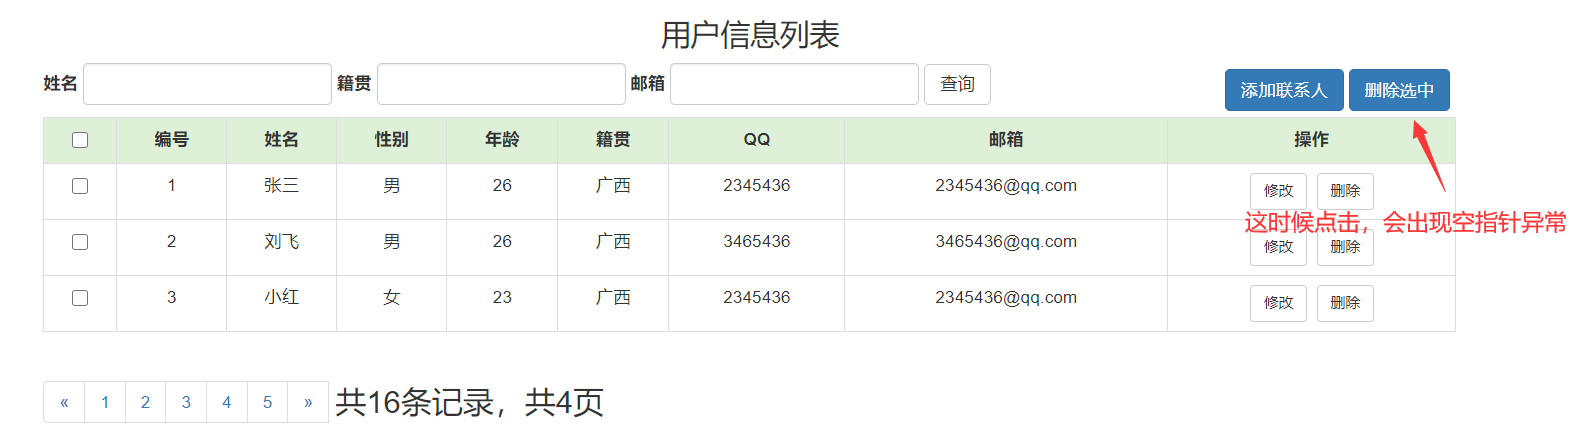 用户信息列表
姓名 籍贯 邮箱 查询 添加联系人 删除选中
编号 姓名 性别 年龄 籍贯 QQ 邮箱 操作
1 张三 男 26 广西 2345436 2345436@qq.com 修改 删除
这时候点击，会出现空指针异常
2 刘飞 男 26 广西 3465436 3465436@qq.com 修改 删除
3 小红 女 23 广西 2345436 2345436@qq.com 修改 删除
« 1 2 3 4 5 » 共16条记录，共4页